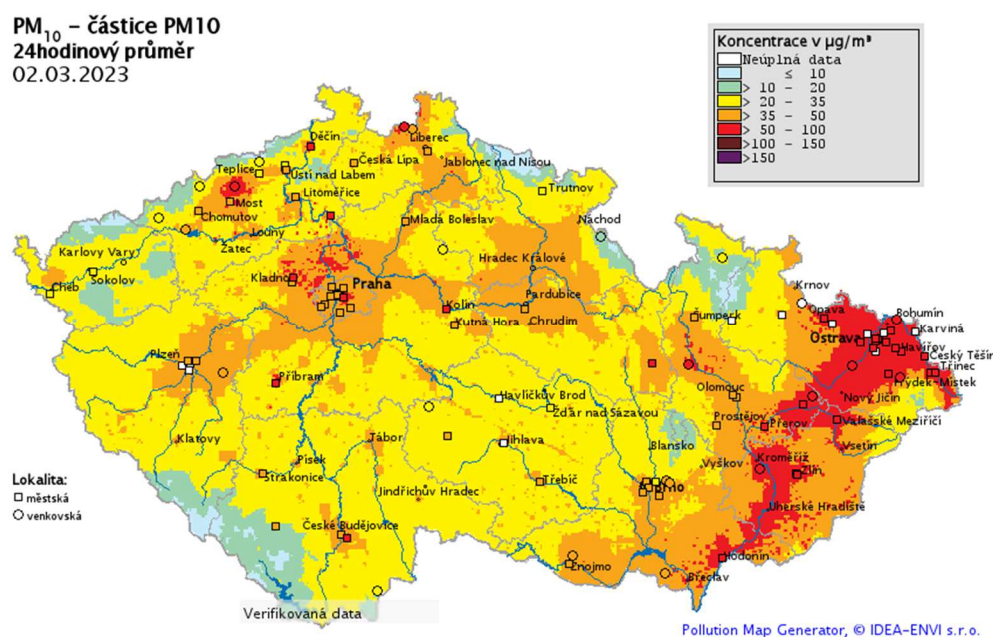 PM10 – částice PM10
24hodinový průměr
02.03.2023
Koncentrace v µg/m³
Neúplná data
≤ 10
> 10 - 20
> 20 - 35
> 35 - 50
> 50 - 100
>100 - 150
>150
Děčín
Liberec
Česká Lípa
Jablonec nad Nisou
Teplice
Ústí nad Labem
Trutnov
Most
Litoměřice
Chomutov
Mladá Boleslav
Náchod
Louny
Žatec
Karlovy Vary
Hradec Králové
Sokolov
Kladno
Praha
Cheb
Krnov
Pardubice
Kolín
Opava
Bohumín
Šumperk
Kutná Hora
Chrudim
Karviná
Ostrava
Havířov
Plzeň
Český Těšín
Třinec
Příbram
Frýdek-Místek
Olomouc
Havlíčkův Brod
Nový Jičín
Žďár nad Sázavou
Prostějov
Přerov
Valašské Meziříčí
Klatovy
Tábor
Jihlava
Blansko
Vsetín
Písek
Vyškov
Kroměříž
Zlín
Lokalita:
Strakonice
Třebíč
městská
Jindřichův Hradec
Brno
venkovská
Uherské Hradiště
České Budějovice
Hodonín
Znojmo
Břeclav
Verifikovaná data
Pollution Map Generator, © IDEA-ENVI s.r.o.